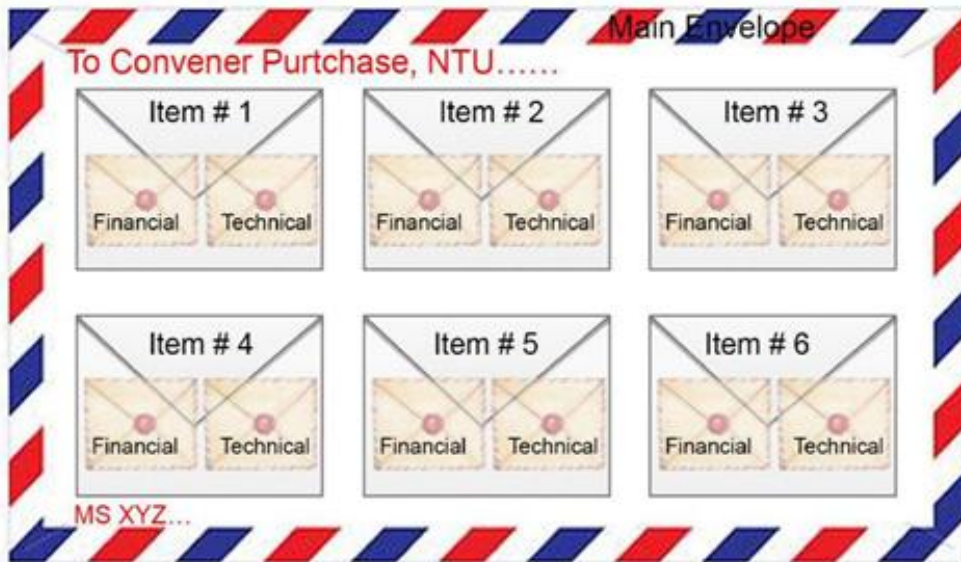 Main Envelope
To Convener Purtchase, NTU......
Item # 1
Item # 2
Item # 3
Financial Technical
Financial Technical
Financial Technical
Item # 4
Item # 5
Item # 6
Financial Technical
Financial Technical
Financial Technical
MS XYZ...